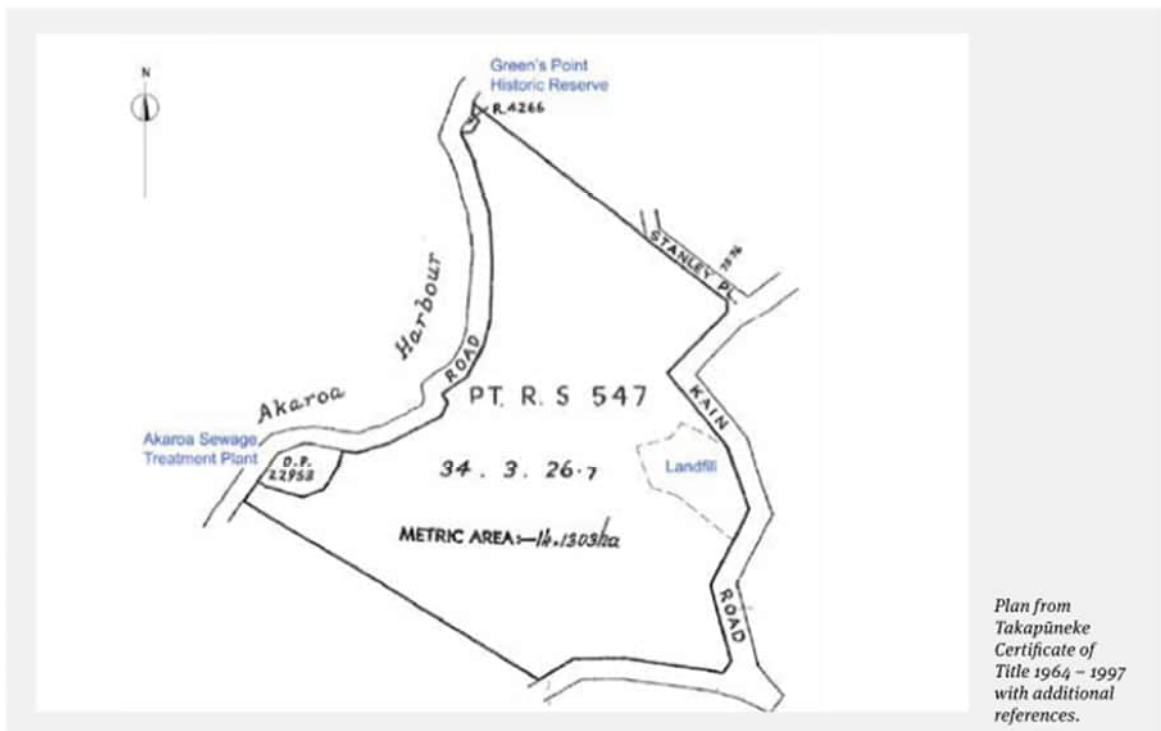 N
Green's Point
Historic Reserve
R.4266
STANLEY PL.
Harbour
ROAD
Akaroa
PT. R. S 547
KAIN
Akaroa Sewage
Treatment Plant
D.P.
22953
34 . 3 . 26.7
Landfill
METRIC AREA:—14.1303ha
ROAD
Plan from
Takapūneke
Certificate of
Title 1964 – 1997
with additional
references.